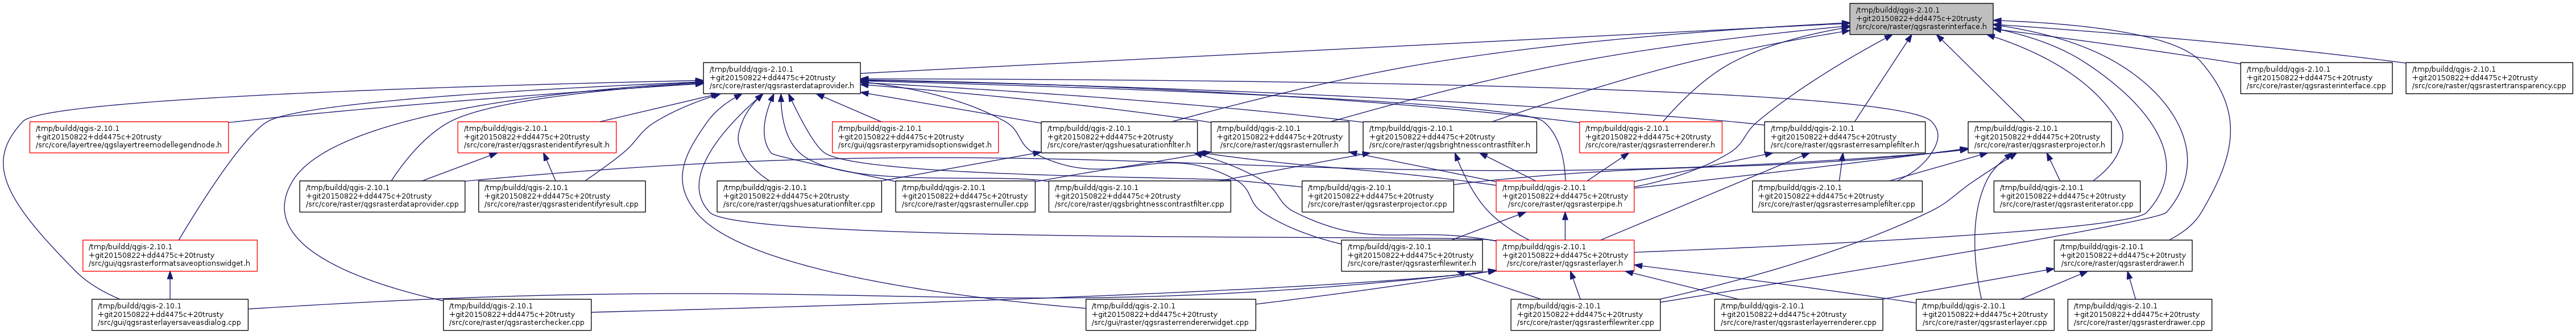 /tmp/buildd/qgis-2.10.1
+git20150822+dd4475c+20trusty
/src/core/raster/qgsrasterinterface.h
/tmp/buildd/qgis-2.10.1
+git20150822+dd4475c+20trusty
/src/core/raster/qgsrasterdataprovider.h
/tmp/buildd/qgis-2.10.1
+git20150822+dd4475c+20trusty
/src/core/raster/qgsrasterinterface.cpp
/tmp/buildd/qgis-2.10.1
+git20150822+dd4475c+20trusty
/src/core/raster/qgsrastertransparency.cpp
/tmp/buildd/qgis-2.10.1
+git20150822+dd4475c+20trusty
/src/core/layertree/qgslayertreemodellegendnode.h
/tmp/buildd/qgis-2.10.1
+git20150822+dd4475c+20trusty
/src/core/raster/qgsrasteridentifyresult.h
/tmp/buildd/qgis-2.10.1
+git20150822+dd4475c+20trusty
/src/gui/qgsrasterpyramidsoptionswidget.h
/tmp/buildd/qgis-2.10.1
+git20150822+dd4475c+20trusty
/src/core/raster/qgshuesaturationfilter.h
/tmp/buildd/qgis-2.10.1
+git20150822+dd4475c+20trusty
/src/core/raster/qgsrasternuller.h
/tmp/buildd/qgis-2.10.1
+git20150822+dd4475c+20trusty
/src/core/raster/qgsbrightnesscontrastfilter.h
/tmp/buildd/qgis-2.10.1
+git20150822+dd4475c+20trusty
/src/core/raster/qgsrasterrenderer.h
/tmp/buildd/qgis-2.10.1
+git20150822+dd4475c+20trusty
/src/core/raster/qgsrasterresamplefilter.h
/tmp/buildd/qgis-2.10.1
+git20150822+dd4475c+20trusty
/src/core/raster/qgsrasterprojector.h
/tmp/buildd/qgis-2.10.1
+git20150822+dd4475c+20trusty
/src/core/raster/qgsrasterdataprovider.cpp
/tmp/buildd/qgis-2.10.1
+git20150822+dd4475c+20trusty
/src/core/raster/qgsrasteridentifyresult.cpp
/tmp/buildd/qgis-2.10.1
+git20150822+dd4475c+20trusty
/src/core/raster/qgshuesaturationfilter.cpp
/tmp/buildd/qgis-2.10.1
+git20150822+dd4475c+20trusty
/src/core/raster/qgsrasternuller.cpp
/tmp/buildd/qgis-2.10.1
+git20150822+dd4475c+20trusty
/src/core/raster/qgsbrightnesscontrastfilter.cpp
/tmp/buildd/qgis-2.10.1
+git20150822+dd4475c+20trusty
/src/core/raster/qgsrasterprojector.cpp
/tmp/buildd/qgis-2.10.1
+git20150822+dd4475c+20trusty
/src/core/raster/qgsrasterpipe.h
/tmp/buildd/qgis-2.10.1
+git20150822+dd4475c+20trusty
/src/core/raster/qgsrasterresamplefilter.cpp
/tmp/buildd/qgis-2.10.1
+git20150822+dd4475c+20trusty
/src/core/raster/qgsrasteriterator.cpp
/tmp/buildd/qgis-2.10.1
+git20150822+dd4475c+20trusty
/src/gui/qgsrasterformatsaveoptionswidget.h
/tmp/buildd/qgis-2.10.1
+git20150822+dd4475c+20trusty
/src/core/raster/qgsrasterfilewriter.h
/tmp/buildd/qgis-2.10.1
+git20150822+dd4475c+20trusty
/src/core/raster/qgsrasterlayer.h
/tmp/buildd/qgis-2.10.1
+git20150822+dd4475c+20trusty
/src/core/raster/qgsrasterdrawer.h
/tmp/buildd/qgis-2.10.1
+git20150822+dd4475c+20trusty
/src/gui/qgsrasterlayersaveasdialog.cpp
/tmp/buildd/qgis-2.10.1
+git20150822+dd4475c+20trusty
/src/core/raster/qgsrasterchecker.cpp
/tmp/buildd/qgis-2.10.1
+git20150822+dd4475c+20trusty
/src/gui/raster/qgsrasterrendererwidget.cpp
/tmp/buildd/qgis-2.10.1
+git20150822+dd4475c+20trusty
/src/core/raster/qgsrasterfilewriter.cpp
/tmp/buildd/qgis-2.10.1
+git20150822+dd4475c+20trusty
/src/core/raster/qgsrasterlayerrenderer.cpp
/tmp/buildd/qgis-2.10.1
+git20150822+dd4475c+20trusty
/src/core/raster/qgsrasterlayer.cpp
/tmp/buildd/qgis-2.10.1
+git20150822+dd4475c+20trusty
/src/core/raster/qgsrasterdrawer.cpp